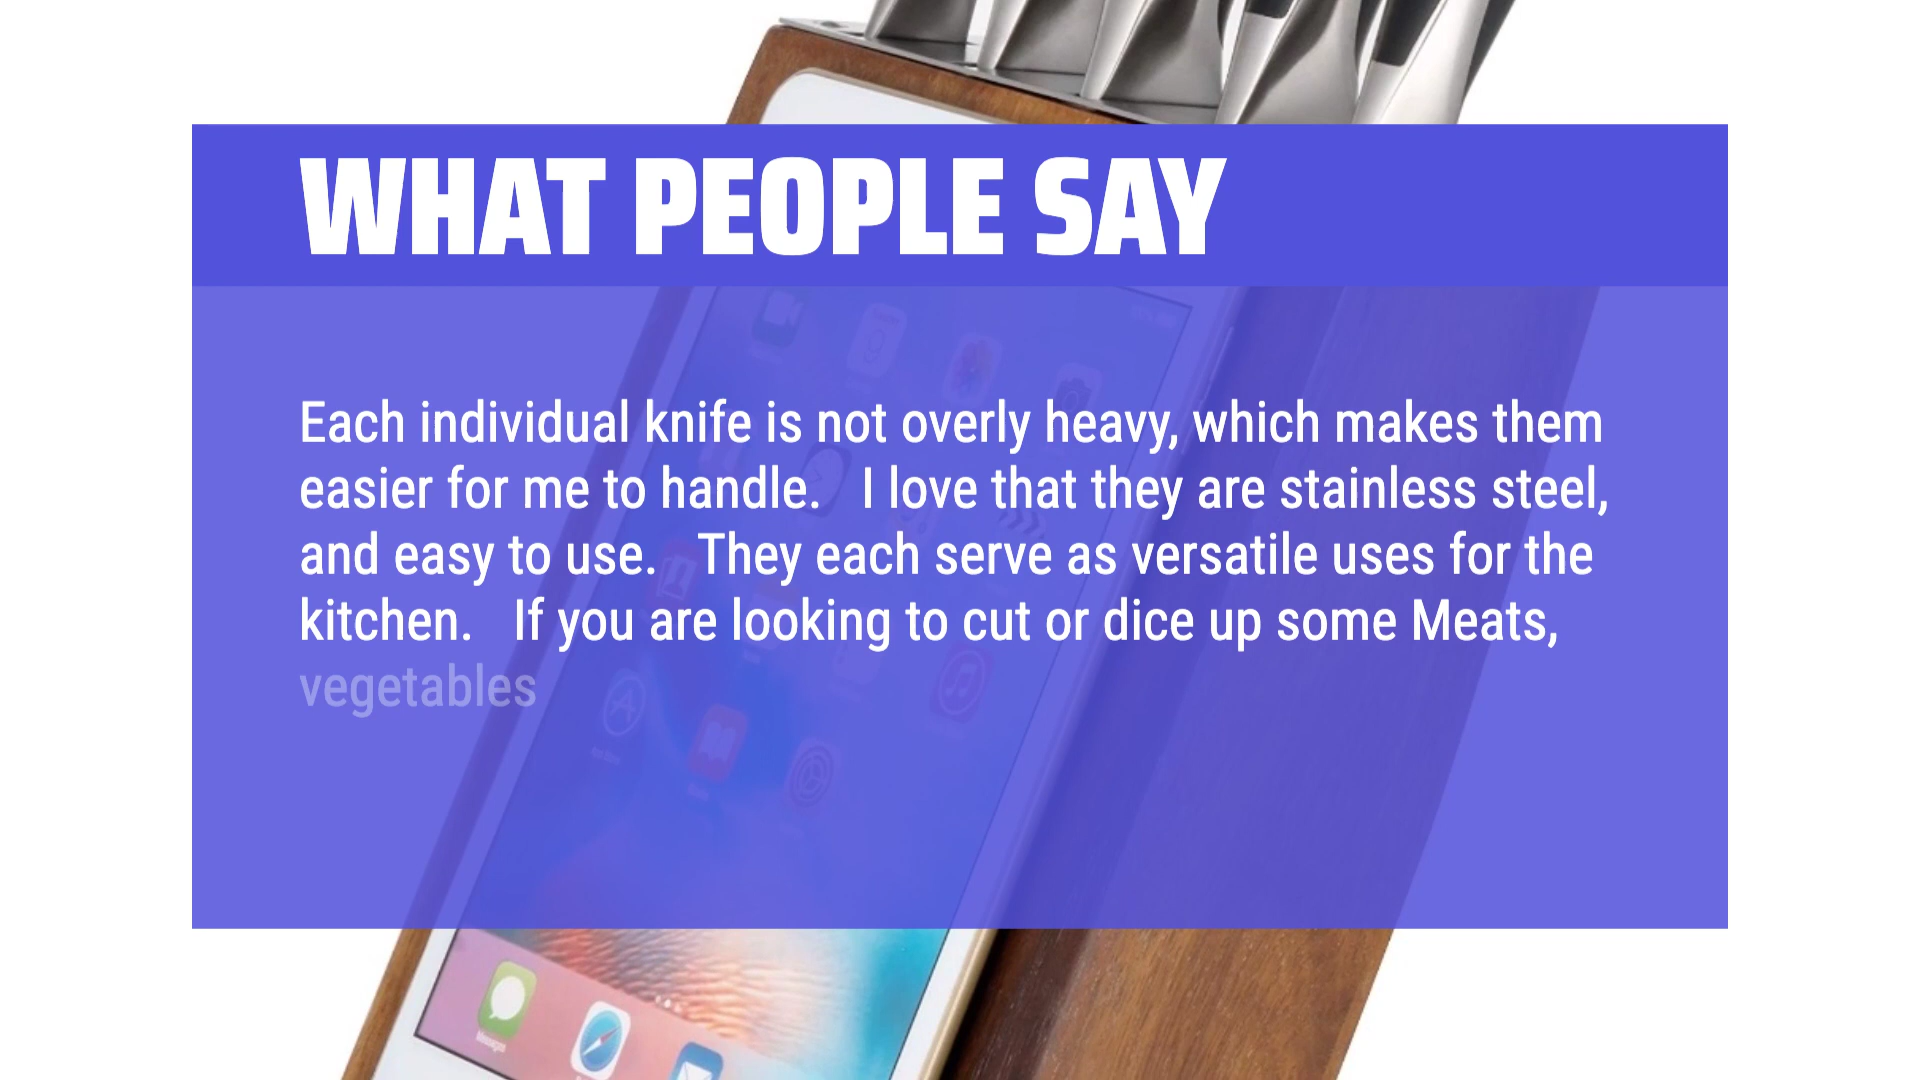 WHAT PEOPLE SAY
Each individual knife is not overly heavy, which makes them
easier for me to handle.   I love that they are stainless steel,
and easy to use.   They each serve as versatile uses for the
kitchen.   If you are looking to cut or dice up some Meats,
vegetables
Messages